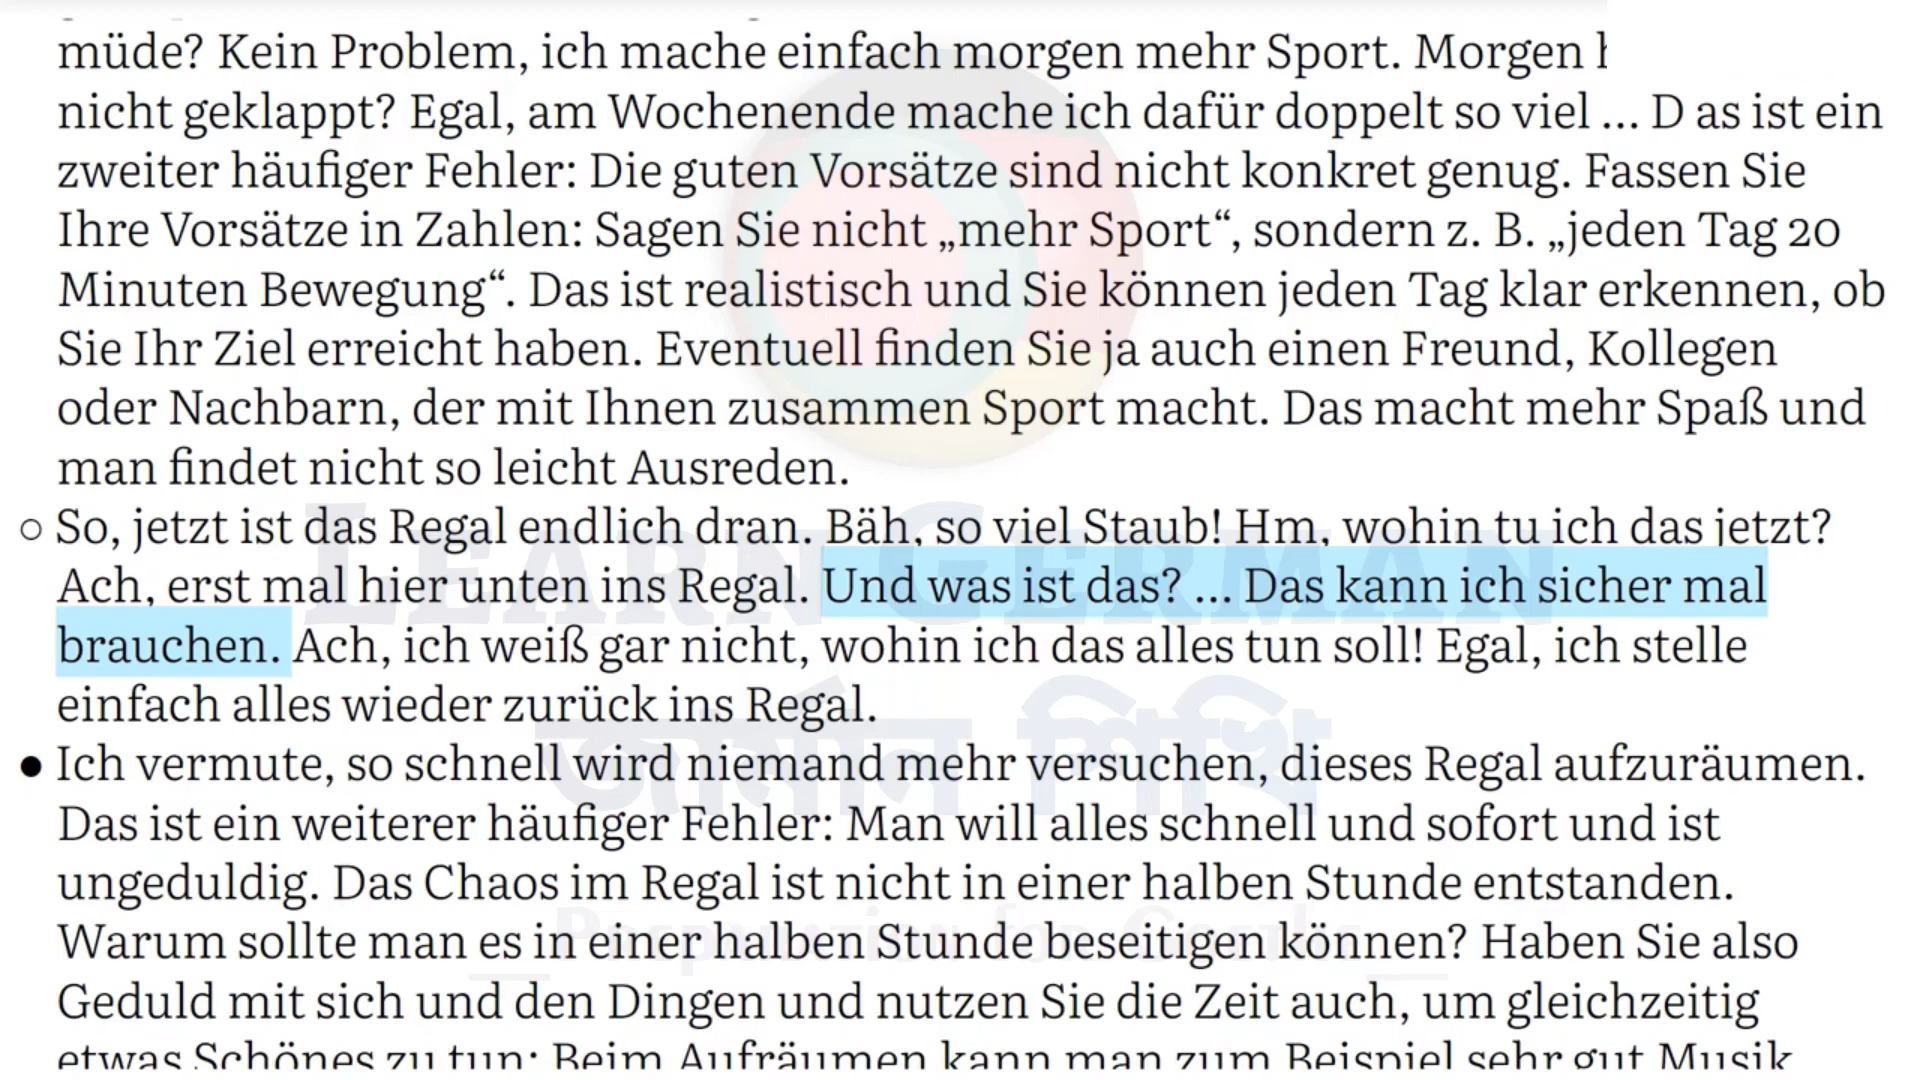 müde? Kein Problem, ich mache einfach morgen mehr Sport. Morgen
nicht geklappt? Egal, am Wochenende mache ich dafür doppelt so viel ... D as ist ein
zweiter häufiger Fehler: Die guten Vorsätze sind nicht konkret genug. Fassen Sie
Ihre Vorsätze in Zahlen: Sagen Sie nicht „mehr Sport“, sondern z. B. „jeden Tag 20
Minuten Bewegung“. Das ist realistisch und Sie können jeden Tag klar erkennen, ob
Sie Ihr Ziel erreicht haben. Eventuell finden Sie ja auch einen Freund, Kollegen
oder Nachbarn, der mit Ihnen zusammen Sport macht. Das macht mehr Spaß und
man findet nicht so leicht Ausreden.
○ So, jetzt ist das Regal endlich dran. Bäh, so viel Staub! Hm, wohin tu ich das jetzt?
Ach, erst mal hier unten ins Regal. Und was ist das? ... Das kann ich sicher mal
brauchen. Ach, ich weiß gar nicht, wohin ich das alles tun soll! Egal, ich stelle
einfach alles wieder zurück ins Regal.
● Ich vermute, so schnell wird niemand mehr versuchen, dieses Regal aufzuräumen.
Das ist ein weiterer häufiger Fehler: Man will alles schnell und sofort und ist
ungeduldig. Das Chaos im Regal ist nicht in einer halben Stunde entstanden.
Warum sollte man es in einer halben Stunde beseitigen können? Haben Sie also
Geduld mit sich und den Dingen und nutzen Sie die Zeit auch, um gleichzeitig
etwas Schönes zu tun: Beim Aufräumen kann man zum Beispiel sehr gut Musik
LEARN GERMAN
জার্মান শিখি
Preparation for Goethe